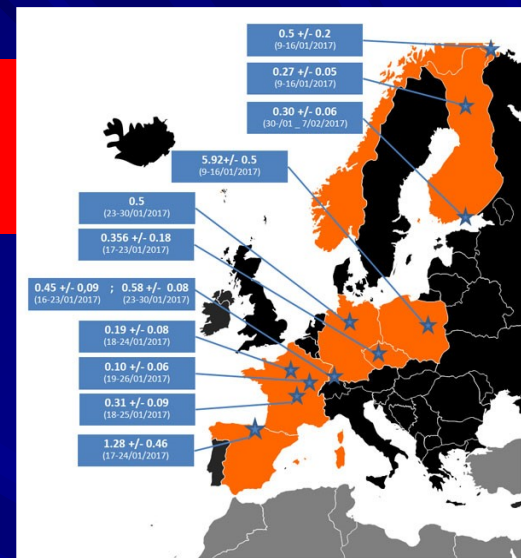 0.5 +/- 0.2
(9-16/01/2017)
0.27 +/- 0.05
(9-16/01/2017)
0.30 +/- 0.06
(30-/01 _ 7/02/2017)
5.92+/- 0.5
(9-16/01/2017)
0.5
(23-30/01/2017)
0.356 +/- 0.18
(17-23/01/2017)
0.45 +/- 0,09 ; 0.58 +/- 0.08
(16-23/01/2017) (23-30/01/2017)
0.19 +/- 0.08
(18-24/01/2017)
0.10 +/- 0.06
(19-26/01/2017)
0.31 +/- 0.09
(18-25/01/2017)
1.28 +/- 0.46
(17-24/01/2017)